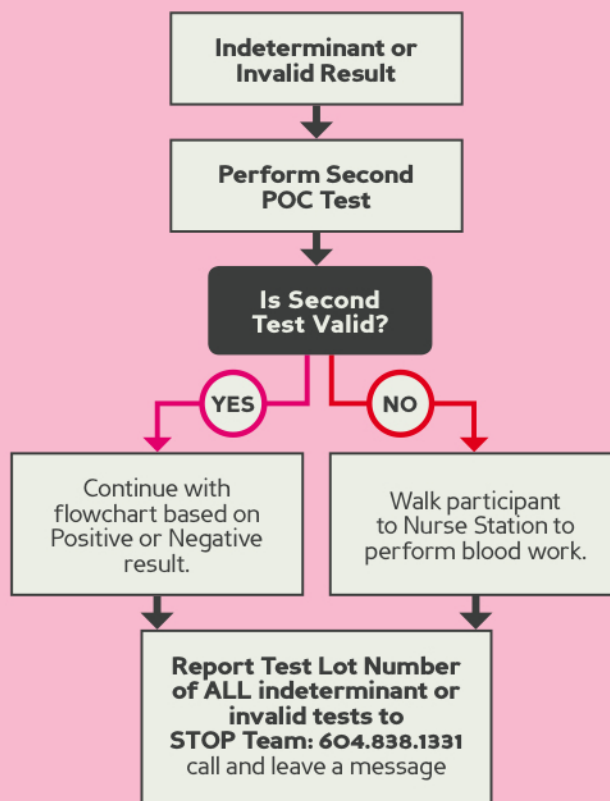 Indeterminant or
Invalid Result
Perform Second
POC Test
Is Second
Test Valid?
YES
NO
Continue with
flowchart based on
Positive or Negative
result.
Walk participant
to Nurse Station to
perform blood work.
Report Test Lot Number
of ALL indeterminant or
invalid tests to
STOP Team: 604.838.1331
call and leave a message